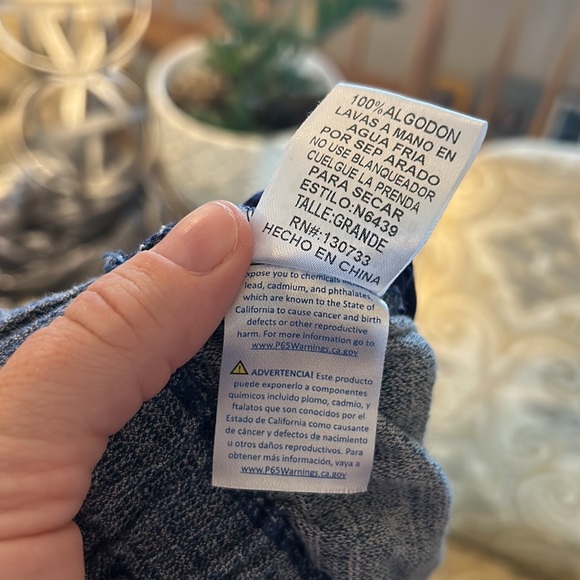 100% ALGODON
LAVAS A MANO EN
AGUA FRIA
POR SEP ARADO
NO USE BLANQUEADOR
CUELGUE LA PRENDA
PARA SECAR
ESTILO:N6439
TALLE:GRANDE
RN#:130733
HECHO EN CHINA
expose you to chemicals
lead, cadmium, and phthalates,
which are known to the State of
California to cause cancer and birth
defects or other reproductive
harm. For more information go to
www.P65Warnings.ca.gov
ADVERTENCIA! Este producto
puede exponerlo a componentes
químicos incluido plomo, cadmio, y
ftalatos que son conocidos por el
Estado de California como causante
de cáncer y defectos de nacimiento
u otros daños reproductivos. Para
obtener más información, vaya a
www.P65Warnings.ca.gov